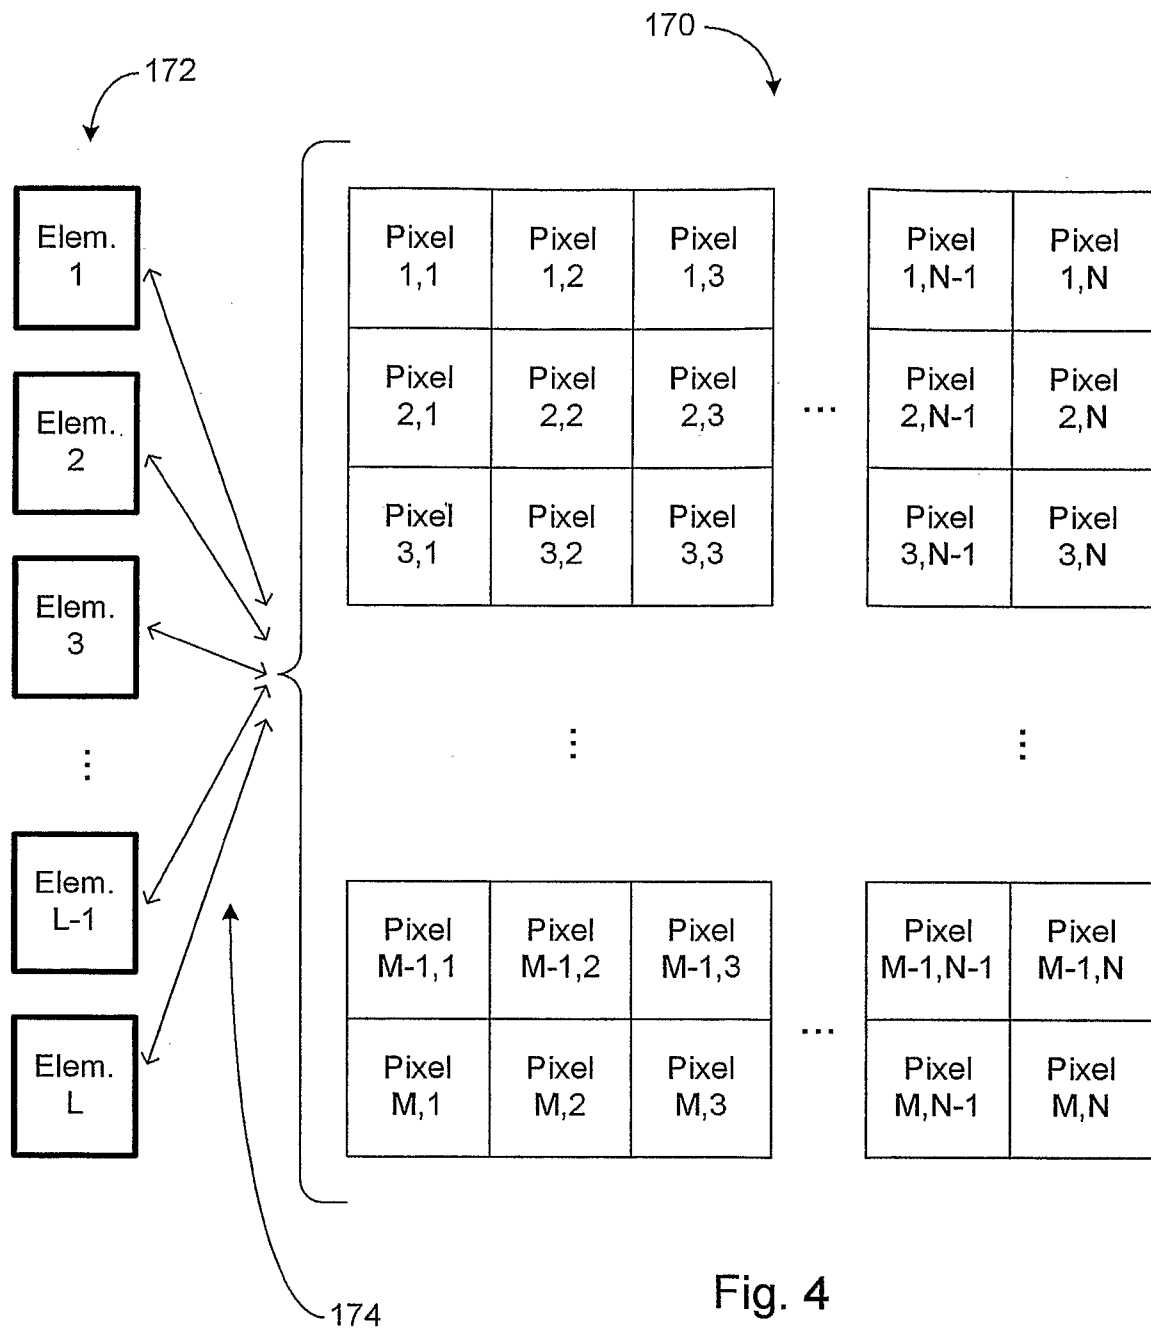 170
172
Elem.
1
Elem.
2
Elem.
3
⋮
Elem.
L-1
Elem.
L
Pixel Pixel Pixel Pixel Pixel
1,1 1,2 1,3 1,N-1 1,N
Pixel Pixel Pixel Pixel Pixel
2,1 2,2 2,3 ... 2,N-1 2,N
Pixel Pixel Pixel Pixel Pixel
3,1 3,2 3,3 3,N-1 3,N
⋮ ⋮
Pixel Pixel Pixel Pixel Pixel
M-1,1 M-1,2 M-1,3 M-1,N-1 M-1,N
...
Pixel Pixel Pixel Pixel Pixel
M,1 M,2 M,3 M,N-1 M,N
174
Fig. 4